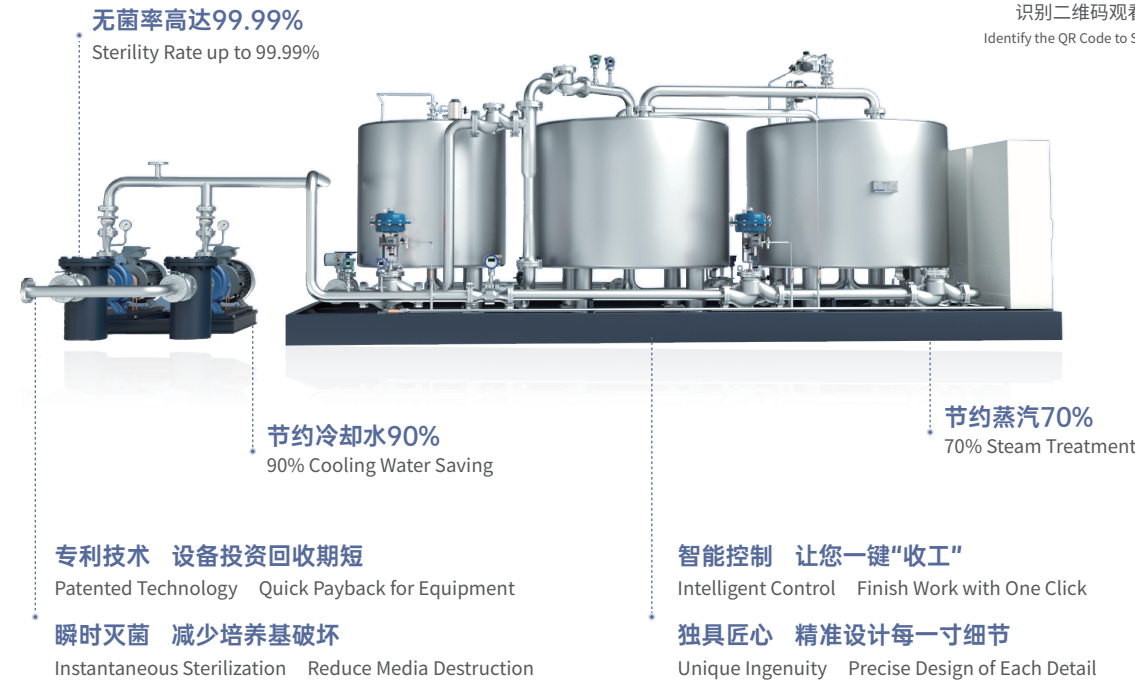 无菌率高达99.99%
Sterility Rate up to 99.99%
识别二维码观看
Identify the QR Code to S
节约冷却水90%
90% Cooling Water Saving
节约蒸汽70%
70% Steam Treatment
专利技术 设备投资回收期短
Patented Technology Quick Payback for Equipment
瞬时灭菌 减少培养基破坏
Instantaneous Sterilization Reduce Media Destruction
智能控制 让您一键"收工"
Intelligent Control Finish Work with One Click
独具匠心 精准设计每一寸细节
Unique Ingenuity Precise Design of Each Detail